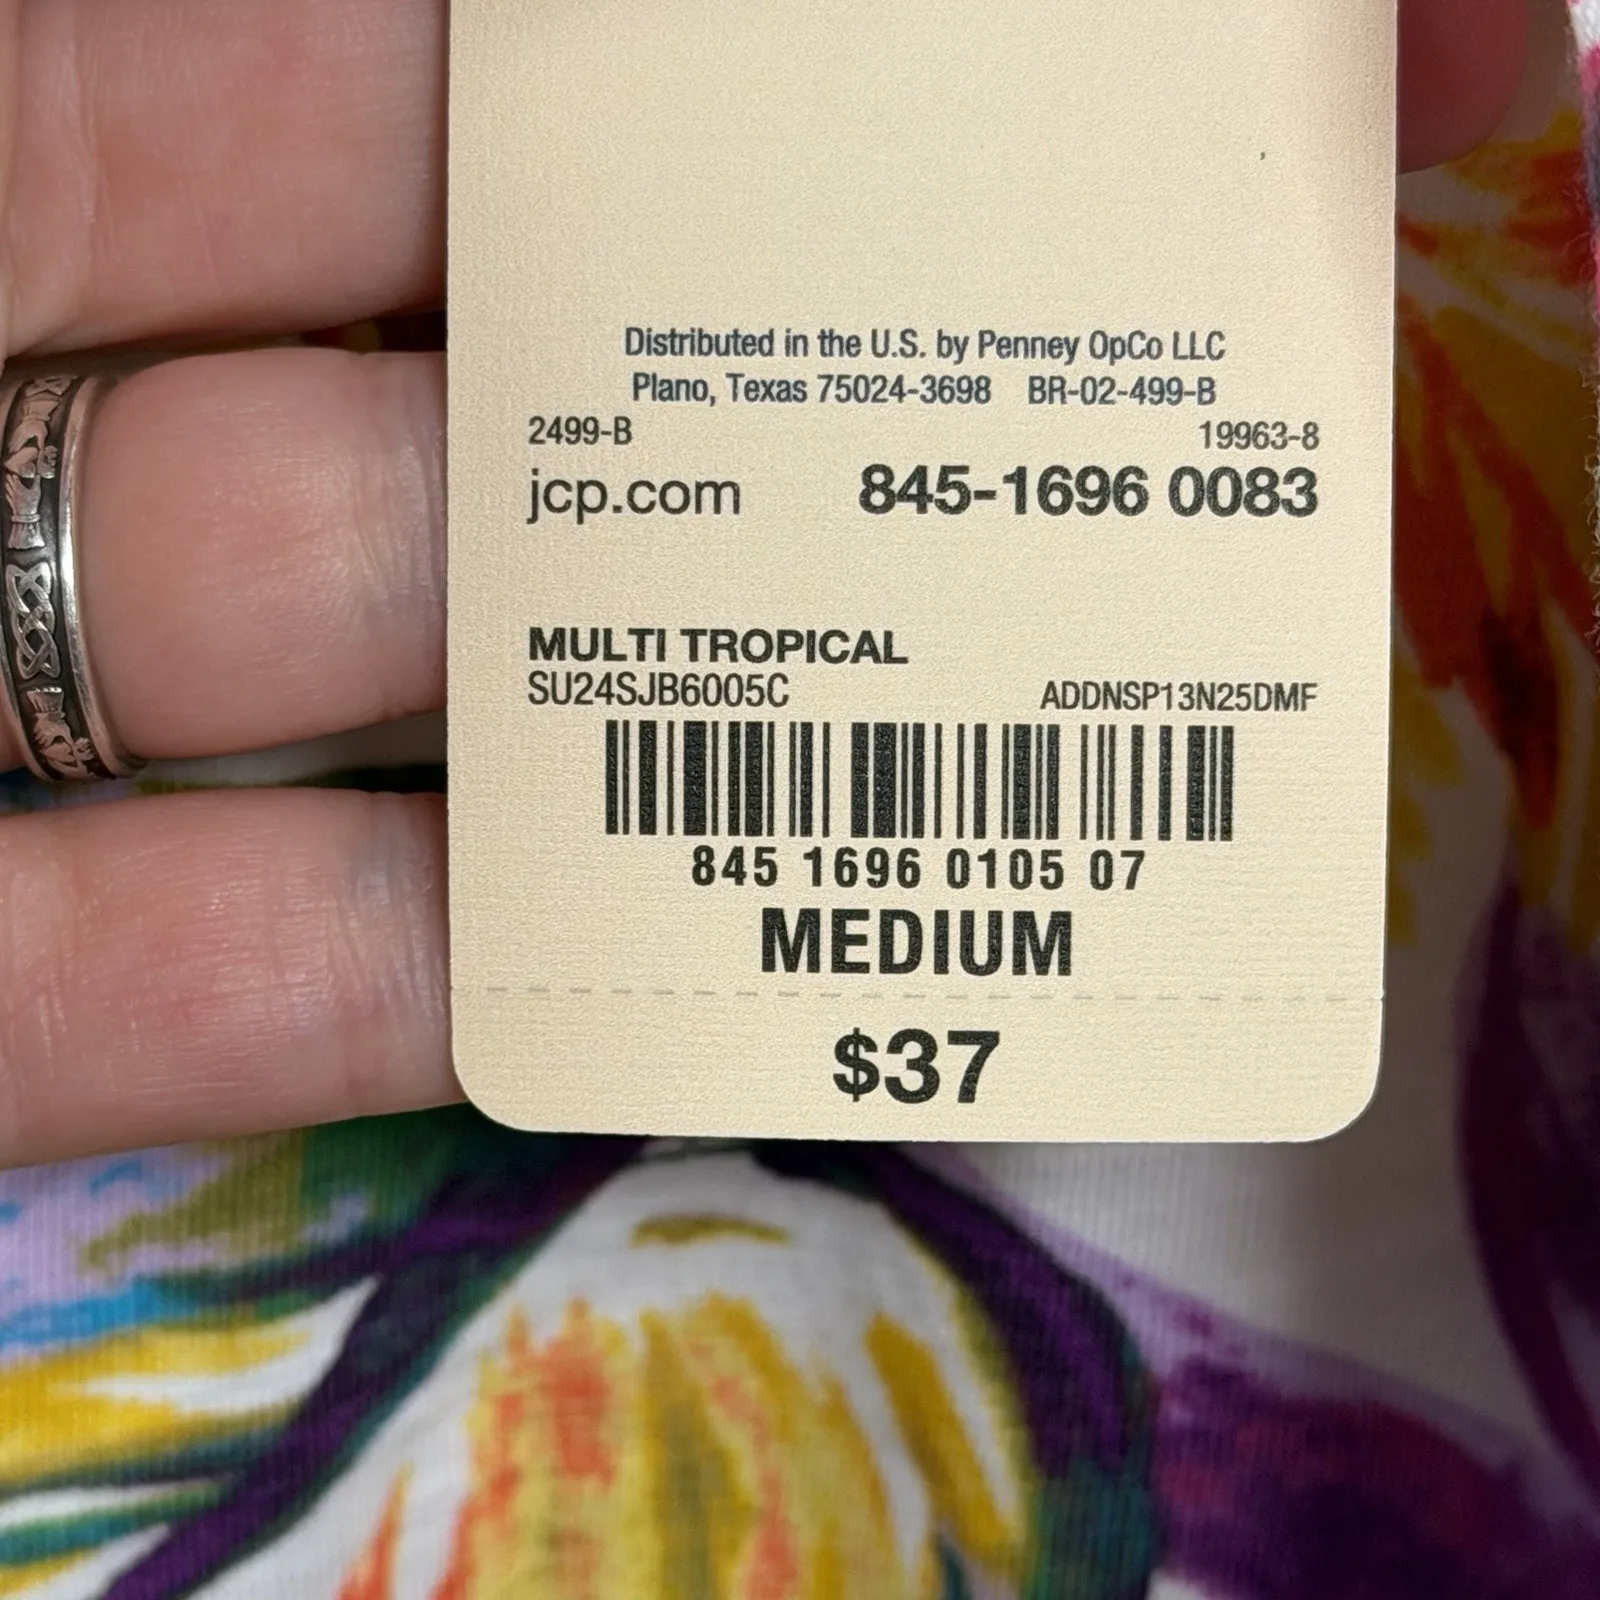 Distributed in the U.S. by Penney OpCo LLC
Plano, Texas 75024-3698 BR-02-499-B
2499-B 19963-8
jcp.com 845-1696 0083
MULTI TROPICAL
SU24SJB6005C ADDNSP13N25DMF
845 1696 0105 07
MEDIUM
$37